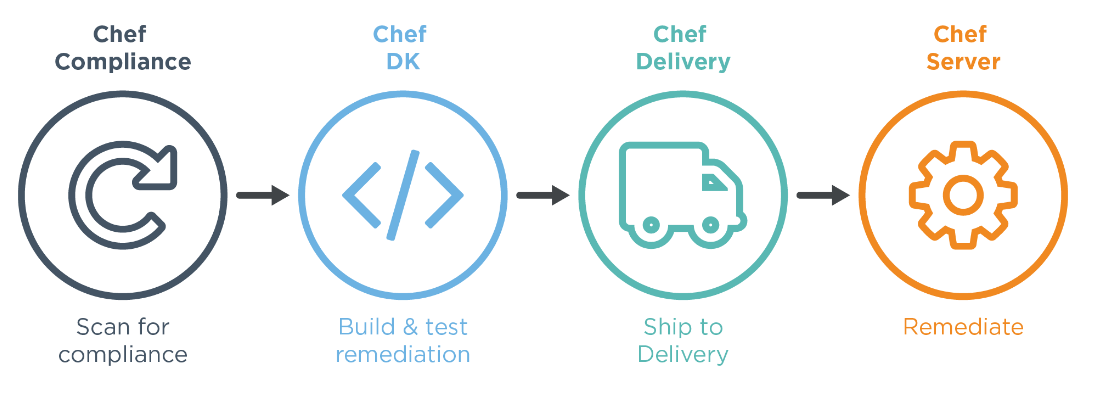 Chef
Compliance
Chef
DK
Chef
Delivery
Chef
Server
Scan for
compliance
Build & test
remediation
Ship to
Delivery
Remediate